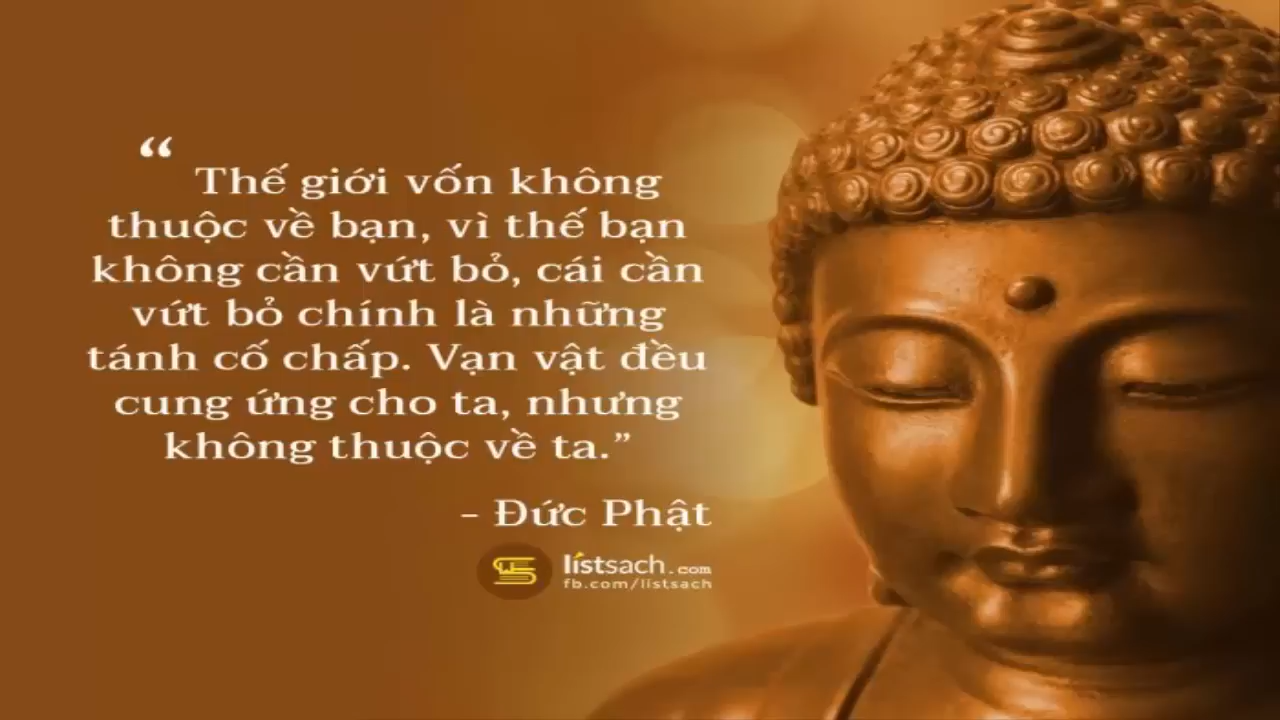 “ Thế giới vốn không
thuộc về bạn, vì thế bạn
không cần vứt bỏ, cái cần
vứt bỏ chính là những
tánh cố chấp. Vạn vật đều
cung ứng cho ta, nhưng
không thuộc về ta.”
- Đức Phật
lístsach.com
fb.com/listsach